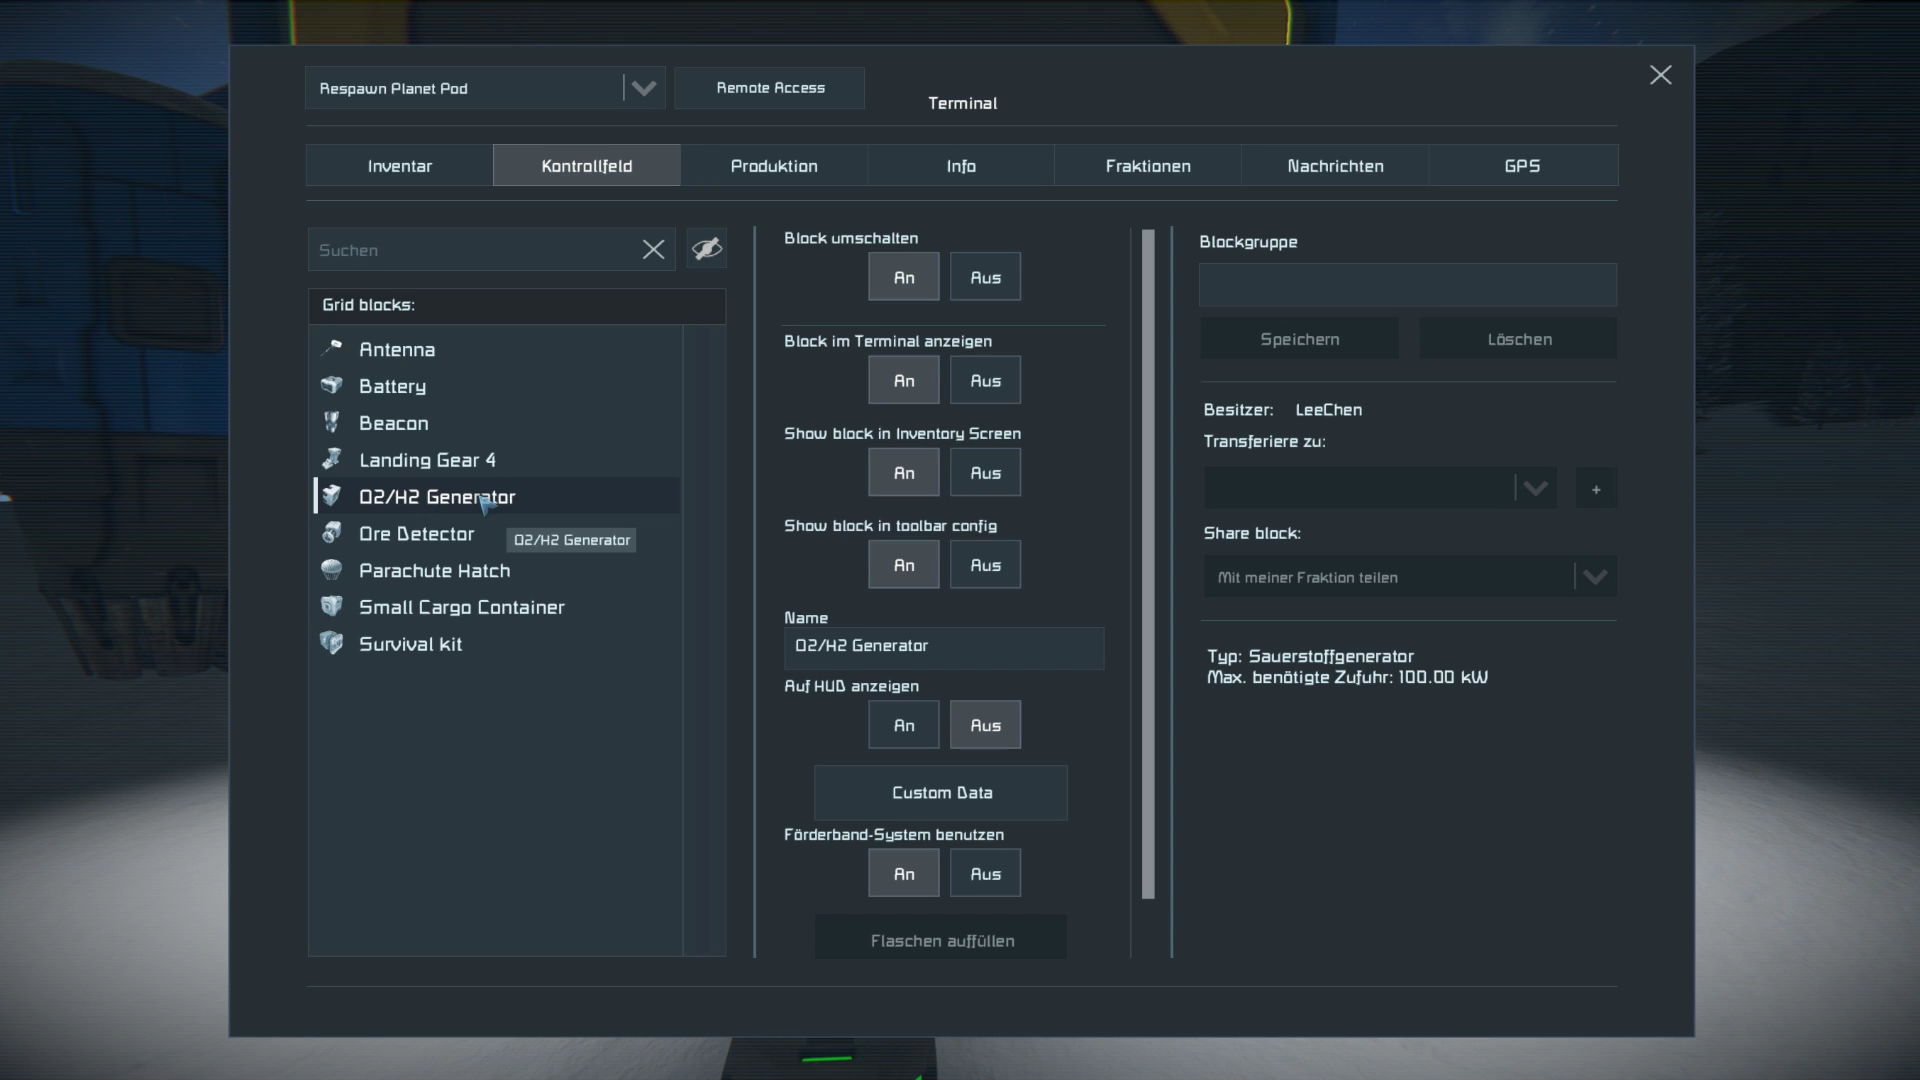 Respawn Planet Pod
Remote Access
Terminal
Inventar
Kontrollfeld
Produktion
Info
Fraktionen
Nachrichten
GPS
Suchen
Grid blocks:
Antenna
Battery
Beacon
Landing Gear 4
O2/H2 Generator
Ore Detector
O2/H2 Generator
Parachute Hatch
Small Cargo Container
Survival kit
Block umschalten
An
Aus
Block im Terminal anzeigen
An
Aus
Show block in Inventory Screen
An
Aus
Show block in toolbar config
An
Aus
Name
O2/H2 Generator
Auf HUD anzeigen
An
Aus
Custom Data
Förderband-System benutzen
An
Aus
Flaschen auffüllen
Blockgruppe
Speichern
Löschen
Besitzer: LeeChen
Transferiere zu:
+
Share block:
Mit meiner Fraktion teilen
Typ: Sauerstoffgenerator
Max. benötigte Zufuhr: 100.00 kW